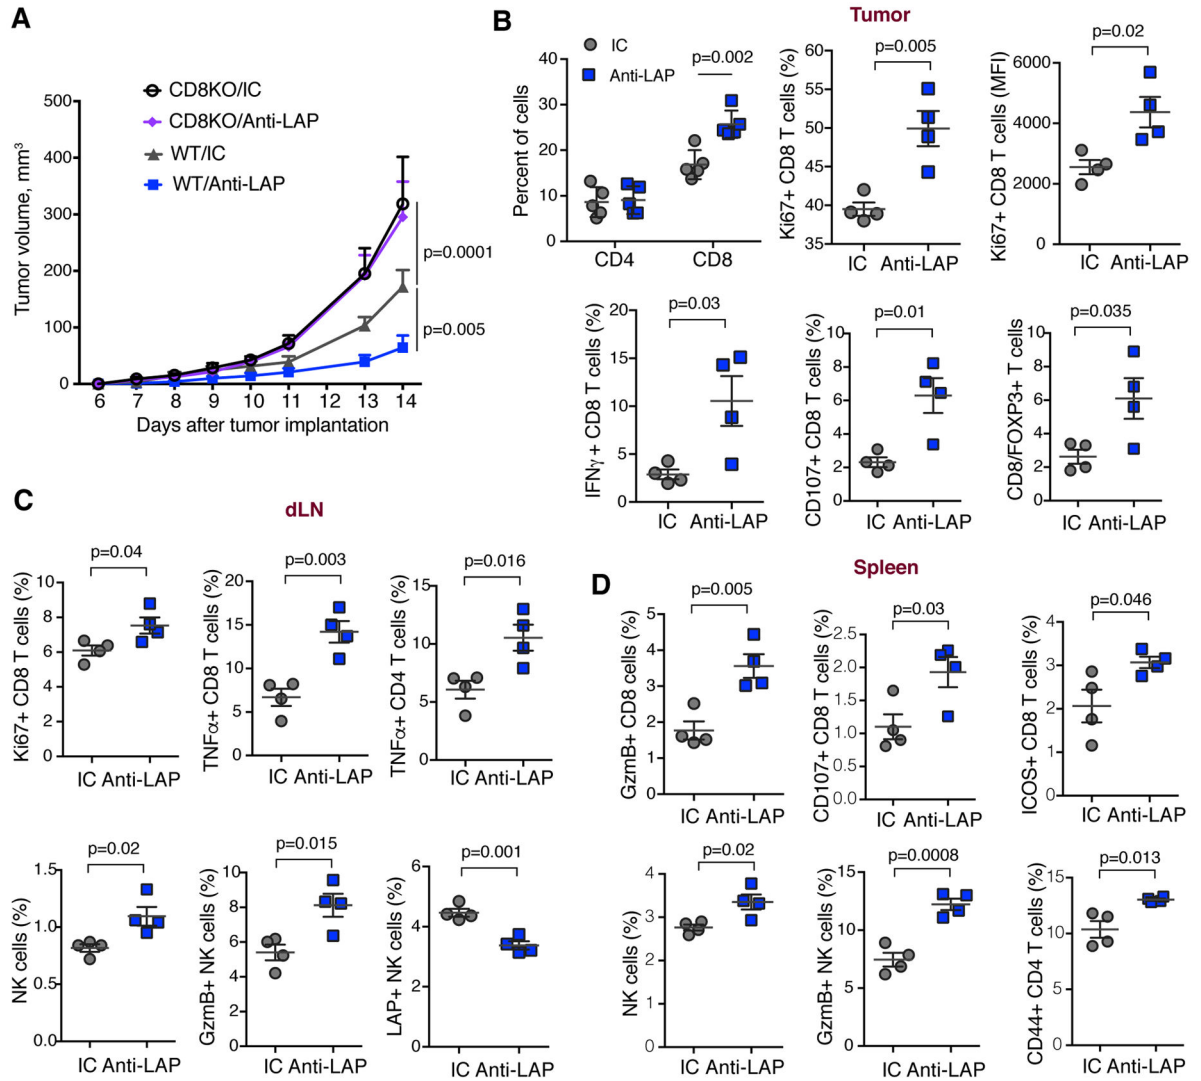 A
CD8KO/IC
CD8KO/Anti-LAP
WT/IC
WT/Anti-LAP
Tumor volume, mm³
500
400
300
200
100
0
6 7 8 9 10 11 12 13 14
Days after tumor implantation
p=0.0001
p=0.005
B
Tumor
IC
Anti-LAP
p=0.002
Percent of cells
40
30
20
10
0
CD4 CD8
p=0.005
Ki67+ CD8 T cells (%)
60
55
50
45
40
35
IC Anti-LAP
p=0.02
Ki67+ CD8 T cells (MFI)
6000
4000
2000
0
IC Anti-LAP
p=0.03
IFNγ+ CD8 T cells (%)
20
15
10
5
0
IC Anti-LAP
p=0.01
CD107+ CD8 T cells (%)
10
8
6
4
2
0
IC Anti-LAP
p=0.035
CD8/FOXP3+ T cells
10
8
6
4
2
0
IC Anti-LAP
C
dLN
p=0.04
Ki67+ CD8 T cells (%)
10
8
6
4
2
0
IC Anti-LAP
p=0.003
TNFα+ CD8 T cells (%)
20
15
10
5
0
IC Anti-LAP
p=0.016
TNFα+ CD4 T cells (%)
15
10
5
0
IC Anti-LAP
p=0.02
NK cells (%)
1.5
1.0
0.5
0.0
IC Anti-LAP
p=0.015
GzmB+ NK cells (%)
10
8
6
4
2
0
IC Anti-LAP
p=0.001
LAP+ NK cells (%)
6
4
2
0
IC Anti-LAP
D
Spleen
p=0.005
GzmB+ CD8 cells (%)
5
4
3
2
1
0
IC Anti-LAP
p=0.03
CD107+ CD8 T cells (%)
2.5
2.0
1.5
1.0
0.5
0.0
IC Anti-LAP
p=0.046
ICOS+ CD8 T cells (%)
4
3
2
1
0
IC Anti-LAP
p=0.02
NK cells (%)
4
3
2
1
0
IC Anti-LAP
p=0.0008
GzmB+ NK cells (%)
15
10
5
0
IC Anti-LAP
p=0.013
CD44+ CD4 T cells (%)
15
10
5
0
IC Anti-LAP